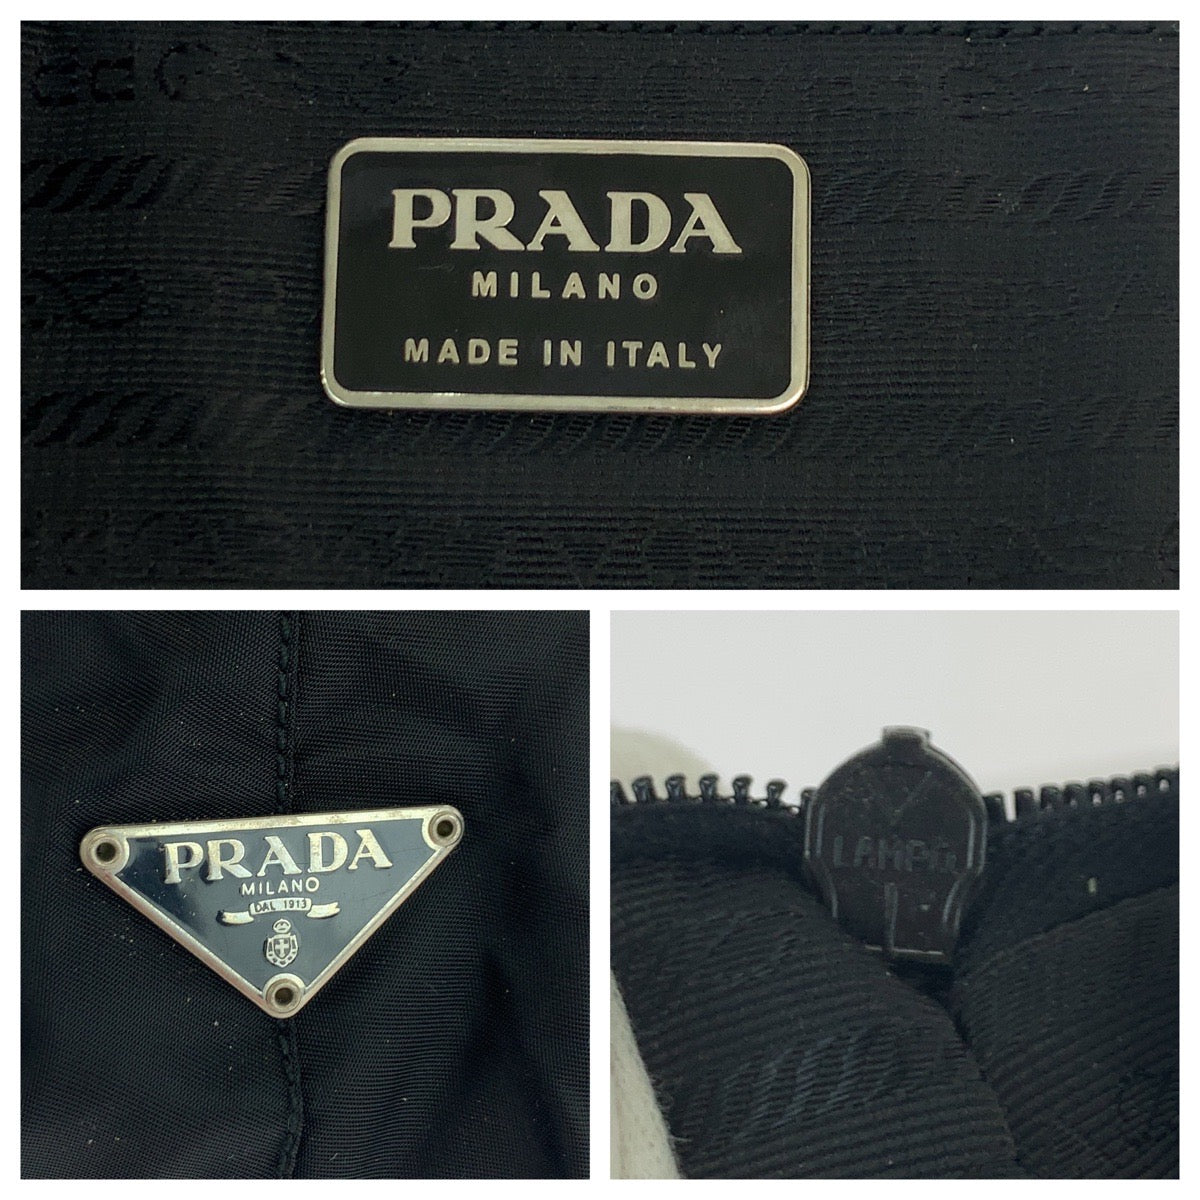 PRADA
MILANO
MADE IN ITALY
PRADA
MILANO
DAL 1913
LAMPO